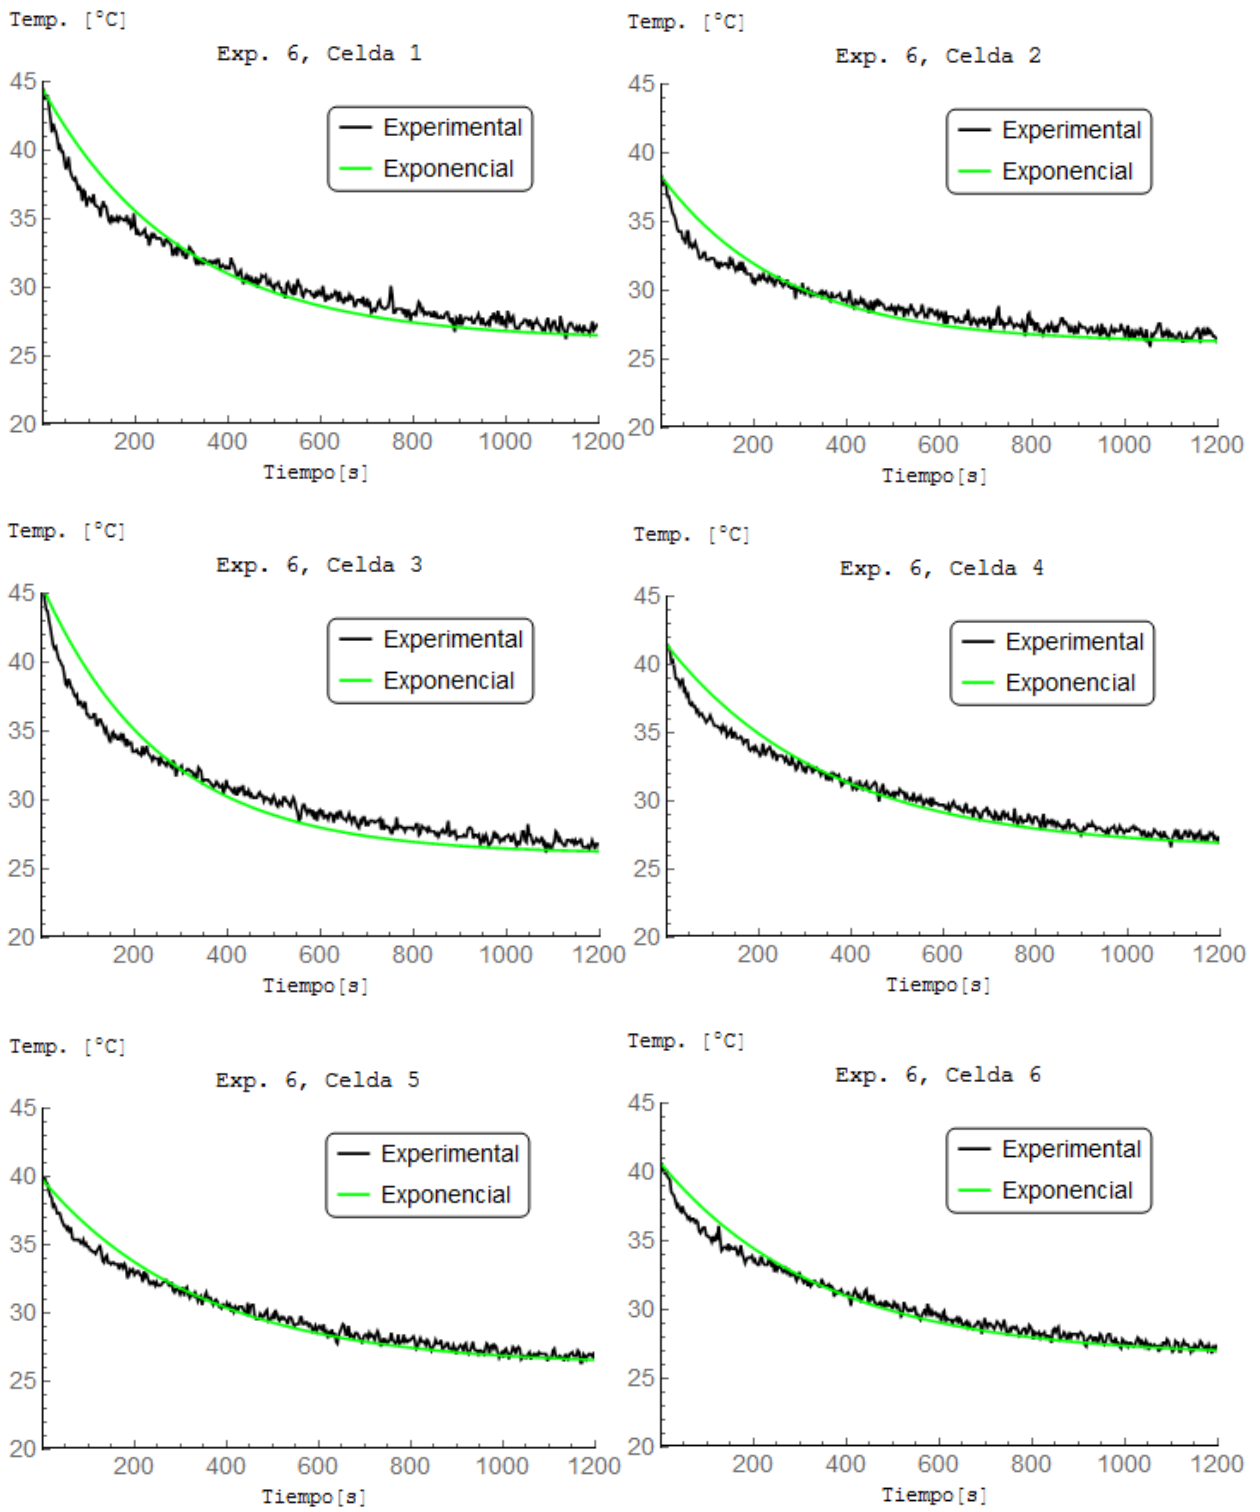 Temp. [°C]
Exp. 6, Celda 1
45
40
35
30
25
20
Experimental
Exponencial
200 400 600 800 1000 1200
Tiempo[s]
Temp. [°C]
Exp. 6, Celda 2
45
40
35
30
25
20
Experimental
Exponencial
200 400 600 800 1000 1200
Tiempo[s]
Temp. [°C]
Exp. 6, Celda 3
45
40
35
30
25
20
Experimental
Exponencial
200 400 600 800 1000 1200
Tiempo[s]
Temp. [°C]
Exp. 6, Celda 4
45
40
35
30
25
20
Experimental
Exponencial
200 400 600 800 1000 1200
Tiempo[s]
Temp. [°C]
Exp. 6, Celda 5
45
40
35
30
25
20
Experimental
Exponencial
200 400 600 800 1000 1200
Tiempo[s]
Temp. [°C]
Exp. 6, Celda 6
45
40
35
30
25
20
Experimental
Exponencial
200 400 600 800 1000 1200
Tiempo[s]